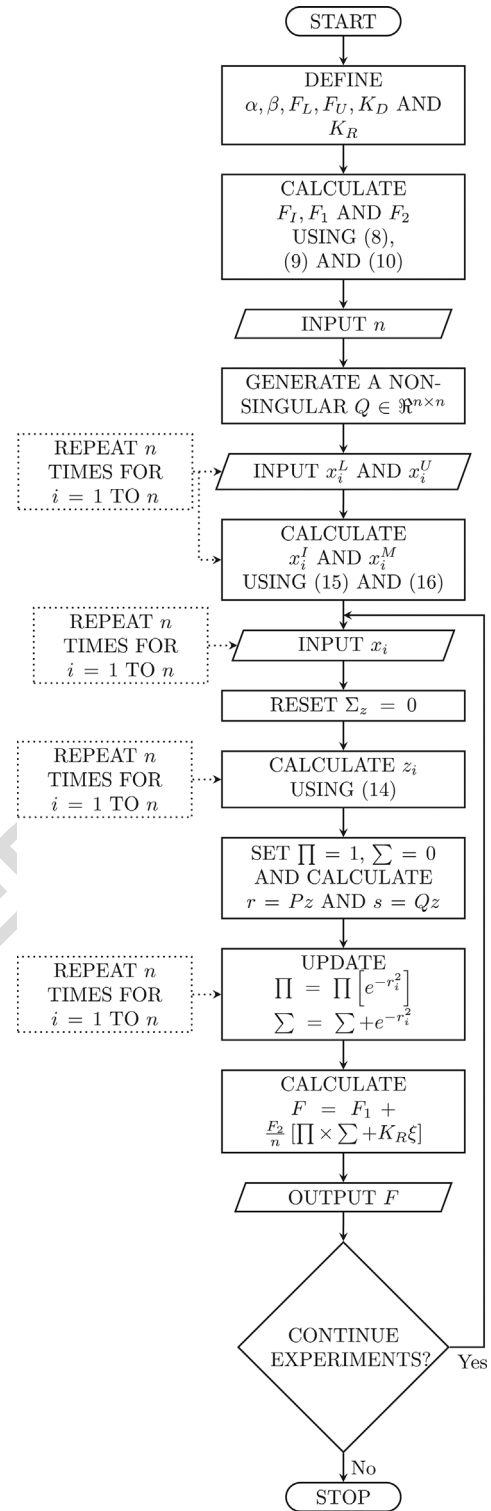 START
DEFINE
α, β, F_L, F_U, K_D AND
K_R
CALCULATE
F_I, F_1 AND F_2
USING (8),
(9) AND (10)
INPUT n
GENERATE A NON-
SINGULAR Q ∈ ℜ^{n×n}
REPEAT n
TIMES FOR
i = 1 TO n
INPUT x_i^L AND x_i^U
CALCULATE
x_i^I AND x_i^M
USING (15) AND (16)
REPEAT n
TIMES FOR
i = 1 TO n
INPUT x_i
RESET Σ_z = 0
REPEAT n
TIMES FOR
i = 1 TO n
CALCULATE z_i
USING (14)
SET ∏ = 1, ∑ = 0
AND CALCULATE
r = Pz AND s = Qz
REPEAT n
TIMES FOR
i = 1 TO n
UPDATE
∏ = ∏ [e^{-r_i^2}]
∑ = ∑ +e^{-r_i^2}
CALCULATE
F = F_1 +
F_2/n [∏ × ∑ +K_Rξ]
OUTPUT F
CONTINUE
EXPERIMENTS?
Yes
No
STOP